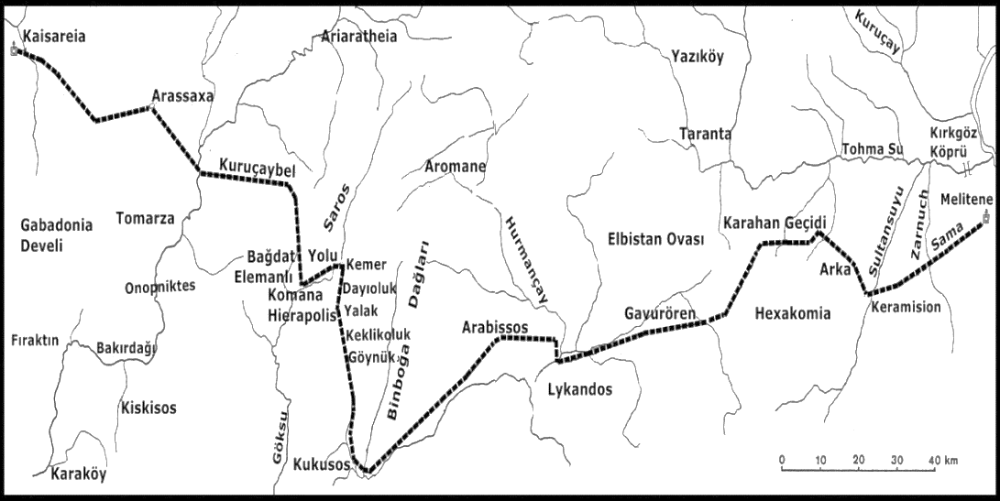 Kaisareia
Ariaratheia
Kuruçay
Yazıköy
Arassaxa
Taranta
Tohma Su
Kırkgöz
Köprü
Kuruçaybel
Aromane
Saros
Melitene
Gabadonia
Develi
Tomarza
Hurmançay
Elbistan Ovası
Karahan Geçidi
Sultansuyu
Zarnuch
Sama
Bağdat Yolu
Elemanlı
Kemer
Arka
Onopniktes
Komana
Hierapolis
Dayıoluk
Yalak
Binboğa Dağları
Gavurören
Hexakomia
Keramision
Fıraktın
Bakırdağı
Keklikoluk
Göynük
Arabissos
Lykandos
Kiskisos
Göksu
Kukusos
Karaköy
0 10 20 30 40 km